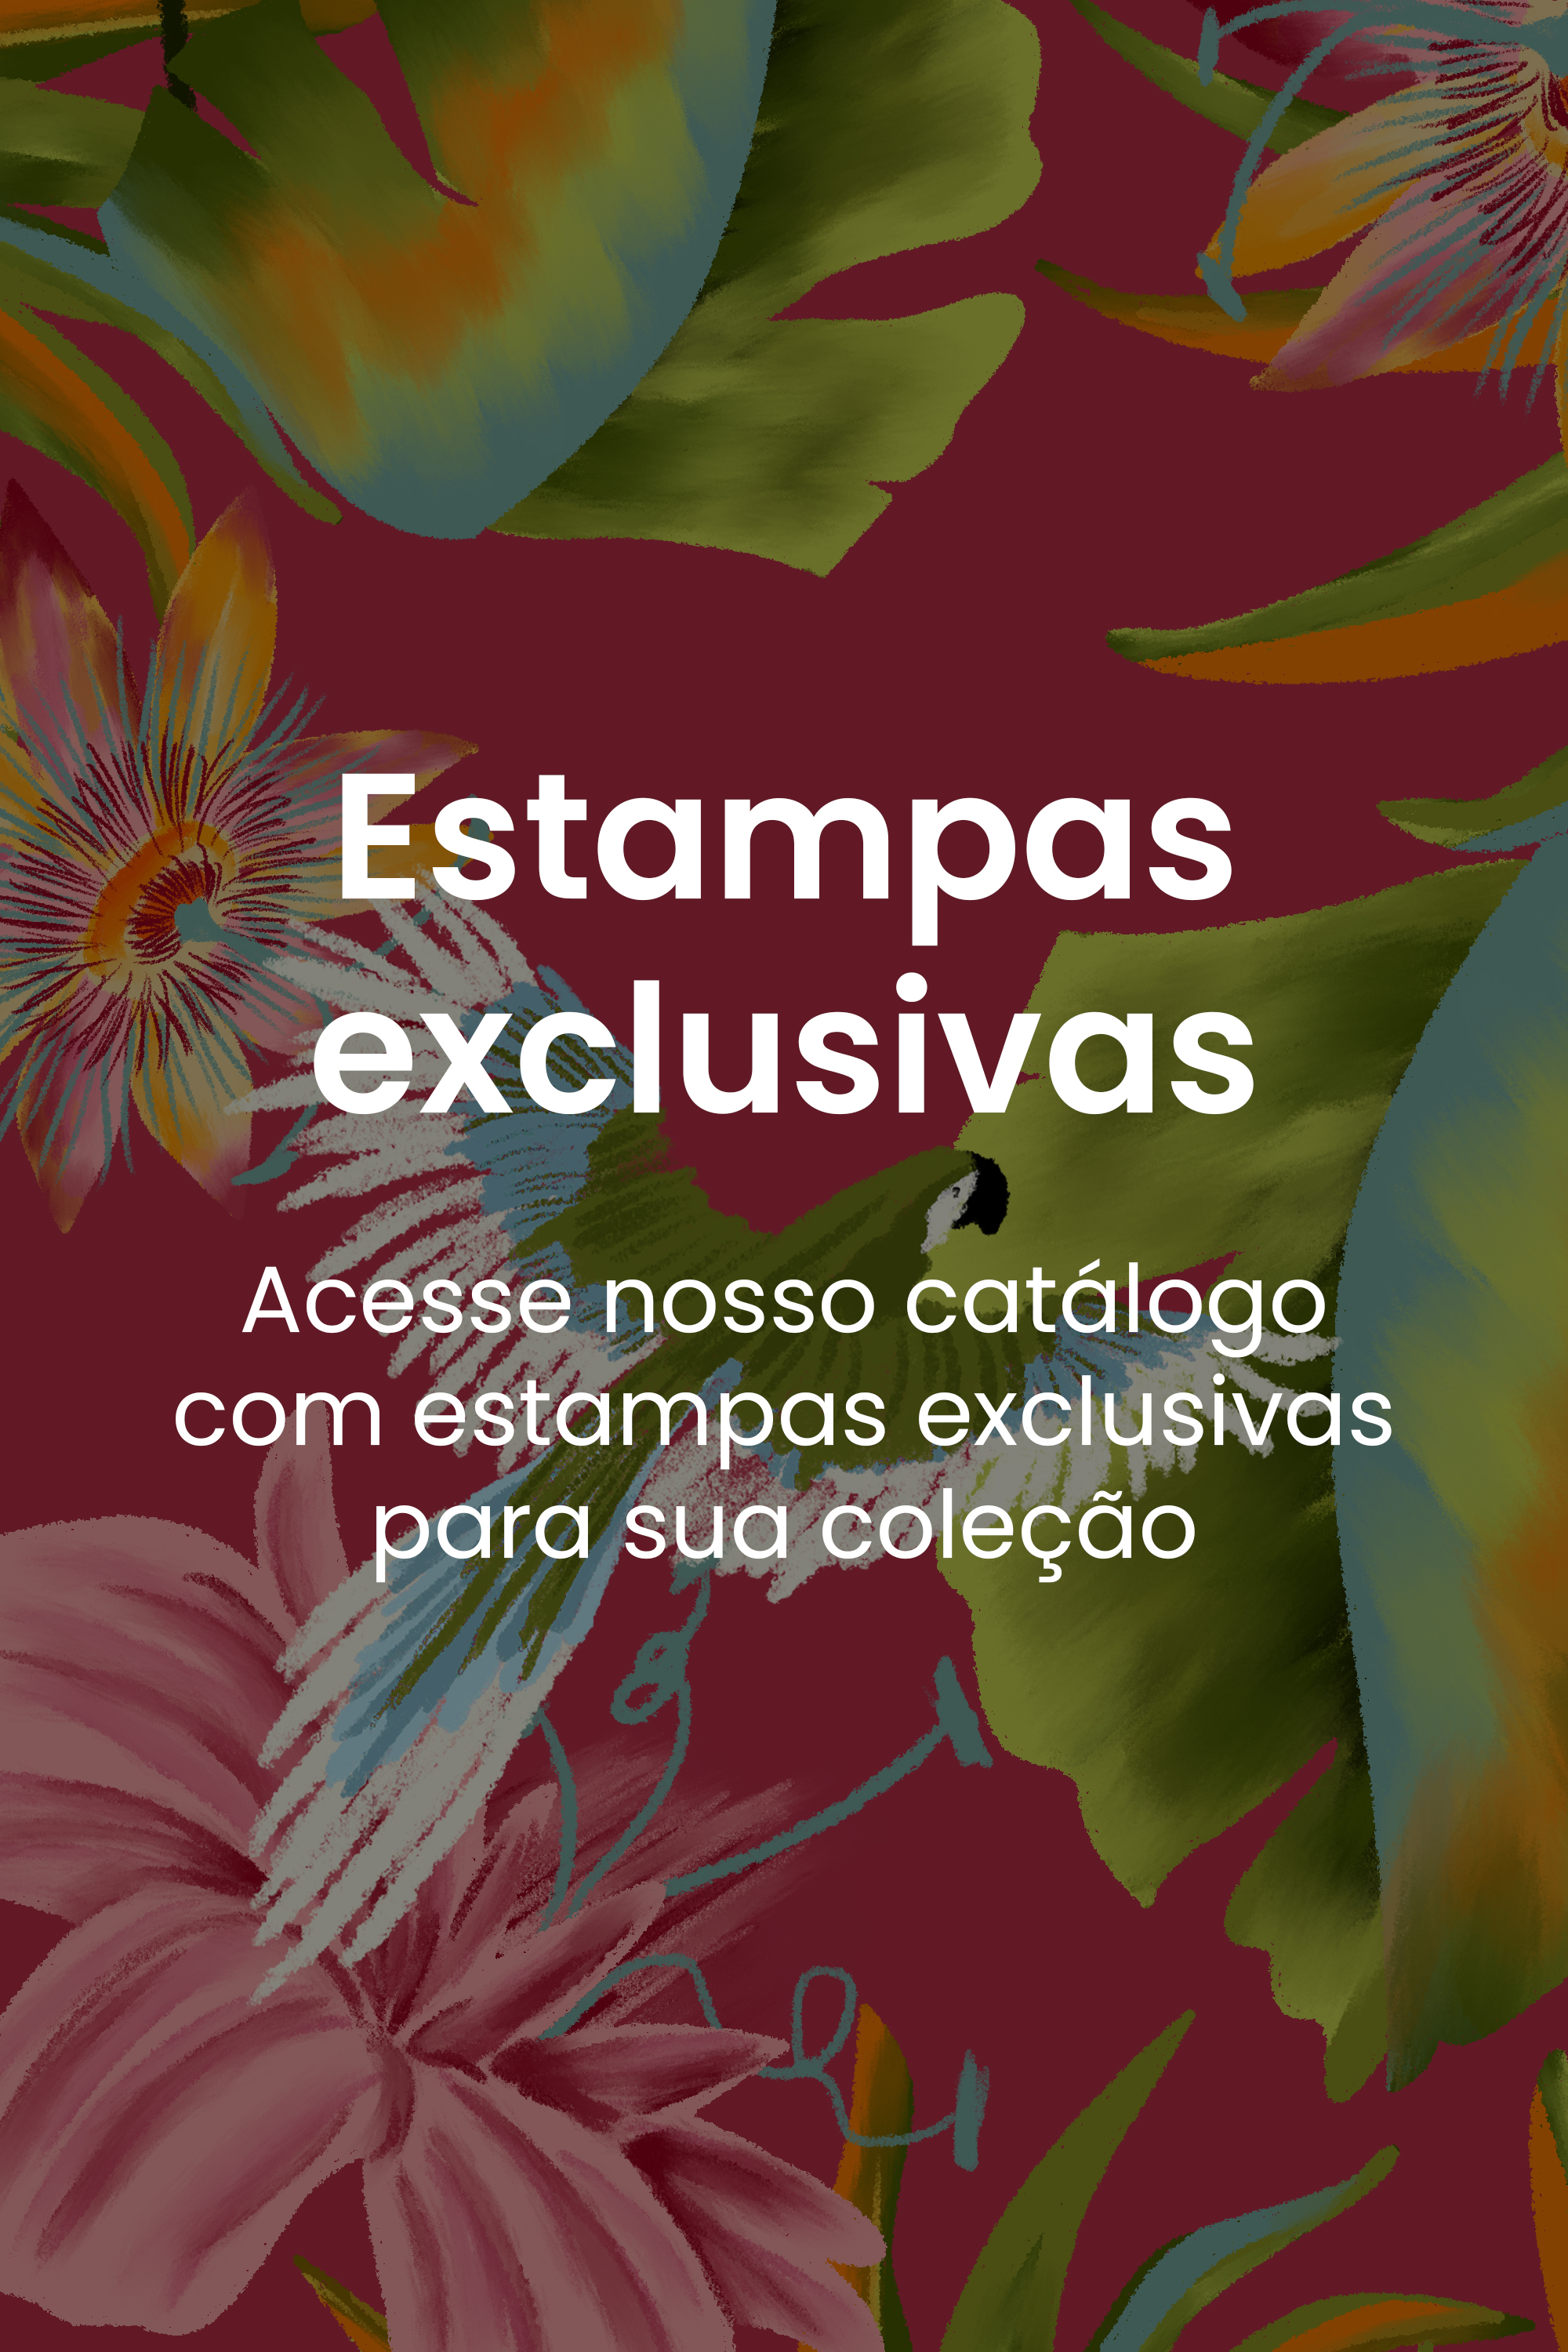 Estampas
exclusivas
Acesse nosso catálogo
com estampas exclusivas
para sua coleção